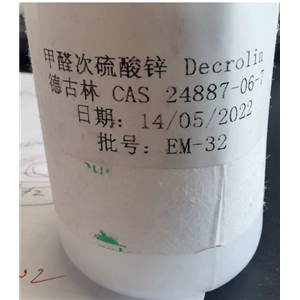 甲醛次硫酸锌 Decrolin
德古林 CAS 24887-06-7
日期: 14/05/2022
批号: EM-32